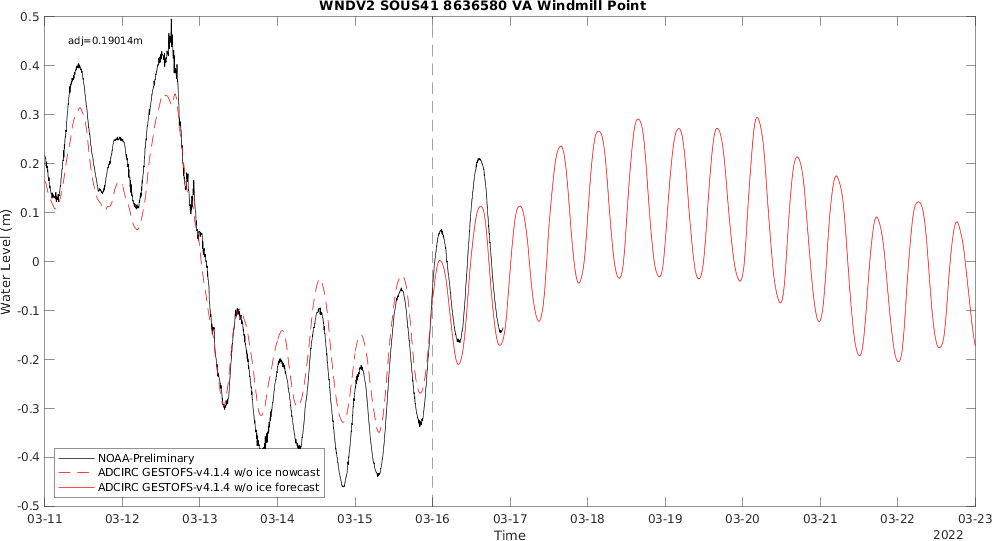 WNDV2 SOUS41 8636580 VA Windmill Point
adj=0.19014m
Water Level (m)
0.5
0.4
0.3
0.2
0.1
0
-0.1
-0.2
-0.3
-0.4
-0.5
NOAA-Preliminary
ADCIRC GESTOFS-v4.1.4 w/o ice nowcast
ADCIRC GESTOFS-v4.1.4 w/o ice forecast
03-11 03-12 03-13 03-14 03-15 03-16 03-17 03-18 03-19 03-20 03-21 03-22 03-23
Time
2022